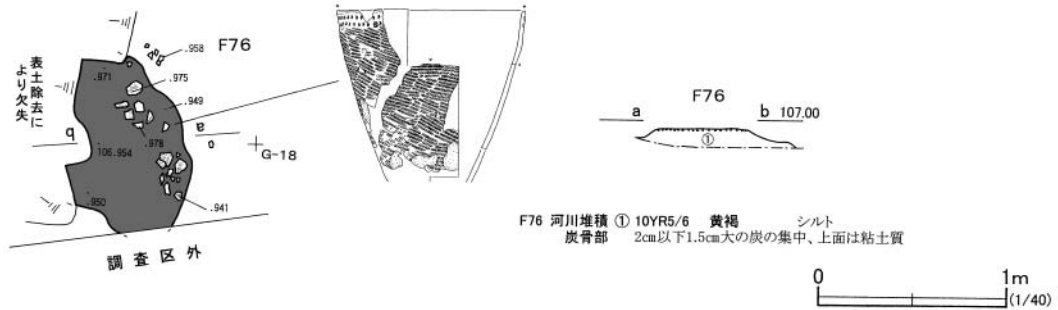 F76
.958
.971
.975
.949
.978
106.954
.950
.941
表土除去に
より欠失
b
a
G-18
調査区外
F76
a
b 107.00
①
F76 河川堆積 ① 10YR5/6 黄褐 シルト
炭骨部 2cm以下1.5cm大の炭の集中、上面は粘土質
0 1m
(1/40)